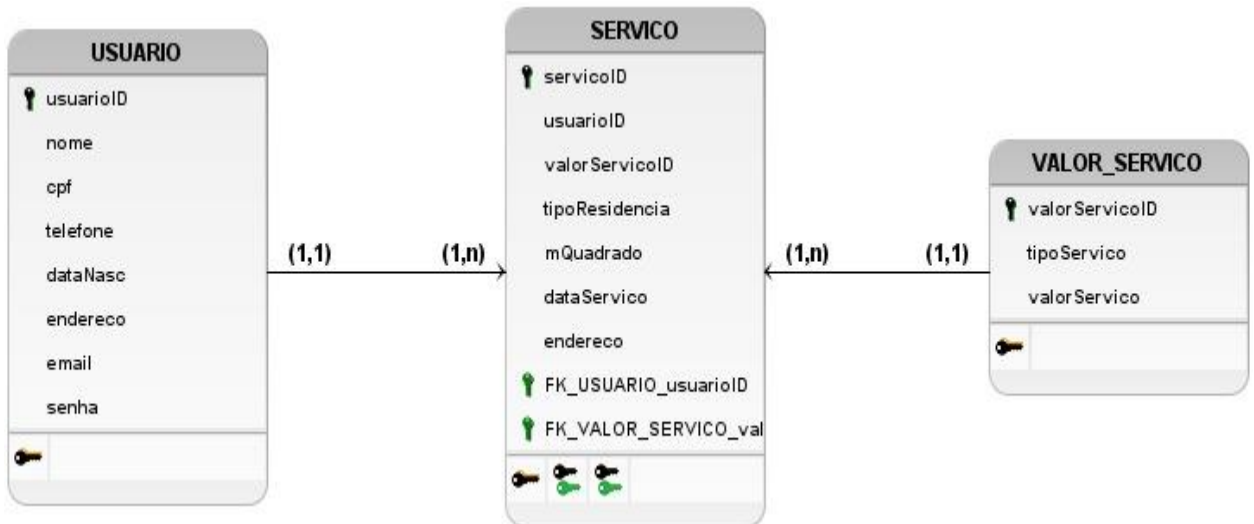 USUARIO
usuarioID
nome
cpf
telefone
dataNasc
endereco
email
senha
(1,1)
(1,n)
SERVICO
servicoID
usuarioID
valorServicoID
tipoResidencia
mQuadrado
dataServico
endereco
FK_USUARIO_usuarioID
FK_VALOR_SERVICO_val
(1,n)
(1,1)
VALOR_SERVICO
valorServicoID
tipoServico
valorServico